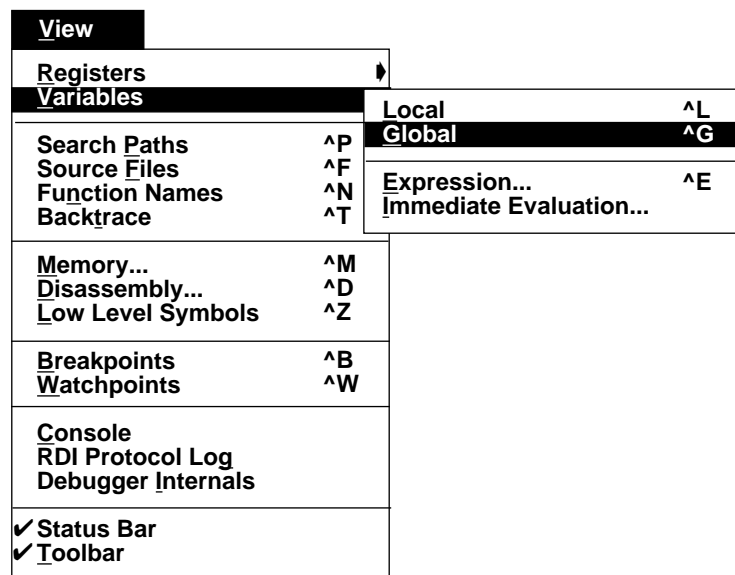 View
Registers
Variables
Local ^L
Global ^G
Expression... ^E
Immediate Evaluation...
Search Paths ^P
Source Files ^F
Function Names ^N
Backtrace ^T
Memory... ^M
Disassembly... ^D
Low Level Symbols ^Z
Breakpoints ^B
Watchpoints ^W
Console
RDI Protocol Log
Debugger Internals
✔ Status Bar
✔ Toolbar